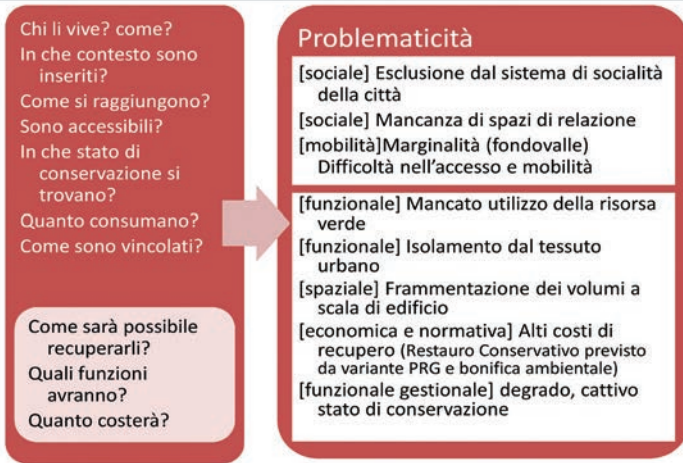 Chi li vive? come?
In che contesto sono
inseriti?
Come si raggiungono?
Sono accessibili?
In che stato di
conservazione si
trovano?
Quanto consumano?
Come sono vincolati?
Come sarà possibile
recuperarli?
Quali funzioni
avranno?
Quanto costerà?
Problematicità
[sociale] Esclusione dal sistema di socialità
della città
[sociale] Mancanza di spazi di relazione
[mobilità]Marginalità (fondovalle)
Difficoltà nell'accesso e mobilità
[funzionale] Mancato utilizzo della risorsa
verde
[funzionale] Isolamento dal tessuto
urbano
[spaziale] Frammentazione dei volumi a
scala di edificio
[economica e normativa] Alti costi di
recupero (Restauro Conservativo previsto
da variante PRG e bonifica ambientale)
[funzionale gestionale] degrado, cattivo
stato di conservazione